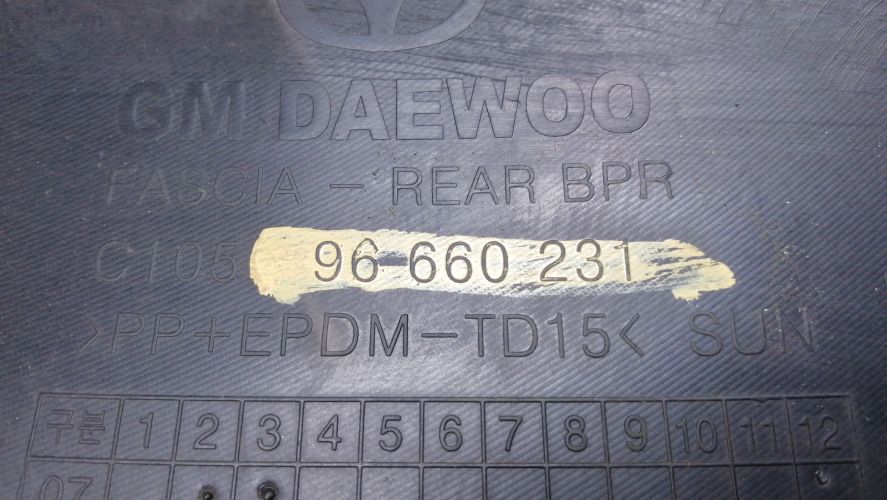 GM DAEWOO
FASCIA - REAR BPR
C105 96 660 231
>PP+EPDM-TD15< SUN
구분 1 2 3 4 5 6 7 8 9 10 11 12
07